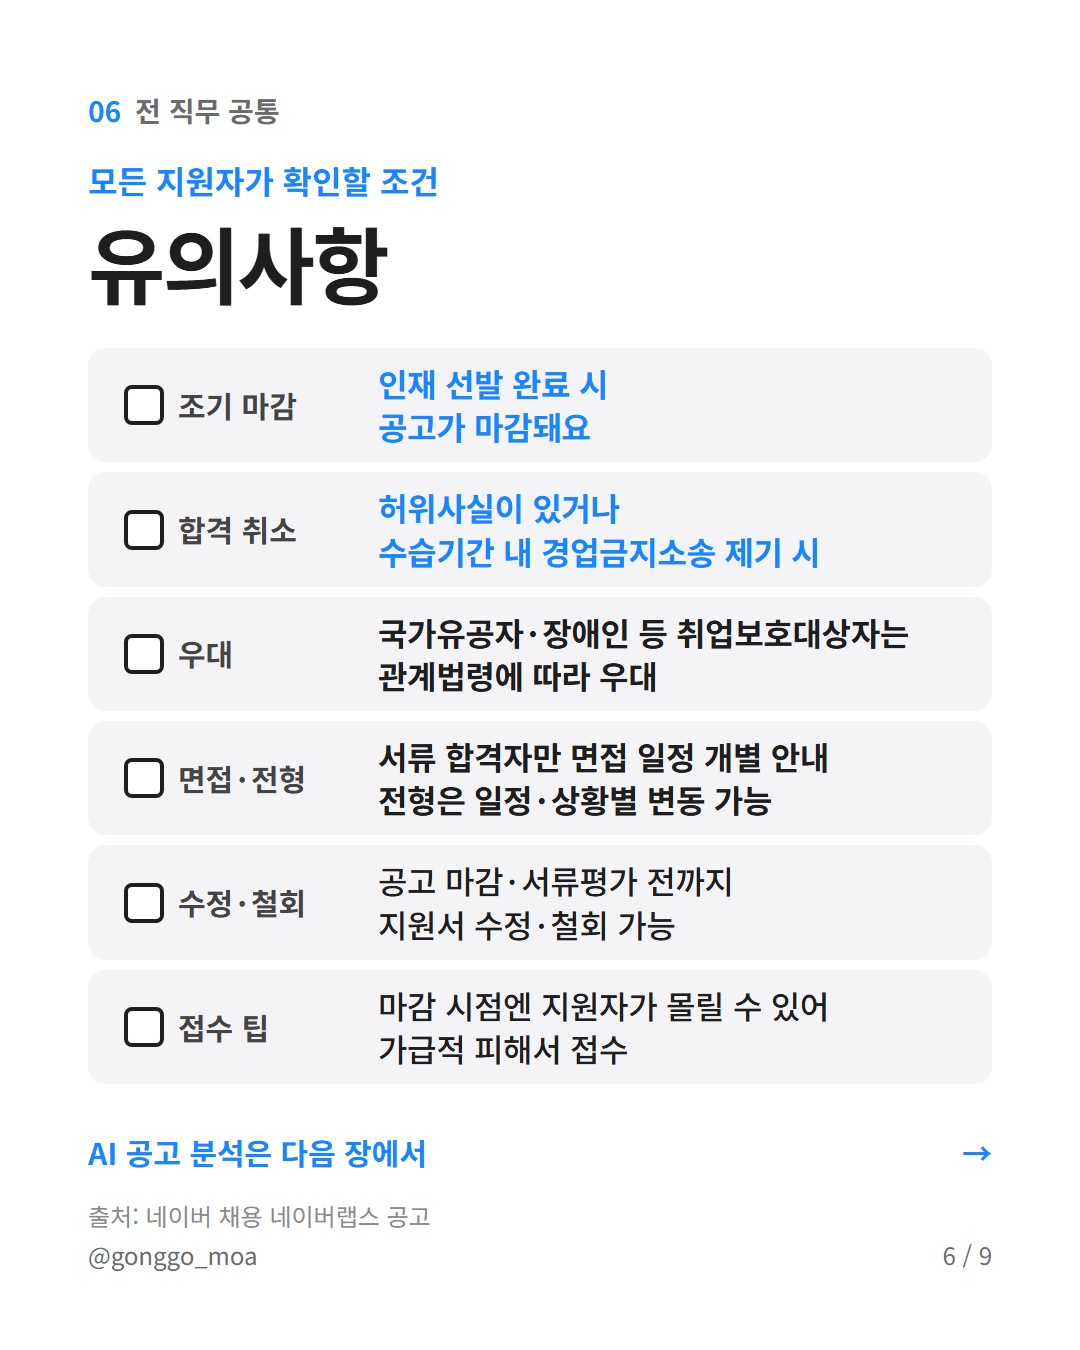 06 전 직무 공통
모든 지원자가 확인할 조건
유의사항
조기 마감
인재 선발 완료 시
공고가 마감돼요
합격 취소
허위사실이 있거나
수습기간 내 경업금지소송 제기 시
우대
국가유공자·장애인 등 취업보호대상자는
관계법령에 따라 우대
면접·전형
서류 합격자만 면접 일정 개별 안내
전형은 일정·상황별 변동 가능
수정·철회
공고 마감·서류평가 전까지
지원서 수정·철회 가능
접수 팁
마감 시점엔 지원자가 몰릴 수 있어
가급적 피해서 접수
AI 공고 분석은 다음 장에서 →
출처: 네이버 채용 네이버랩스 공고
@gonggo_moa
6 / 9